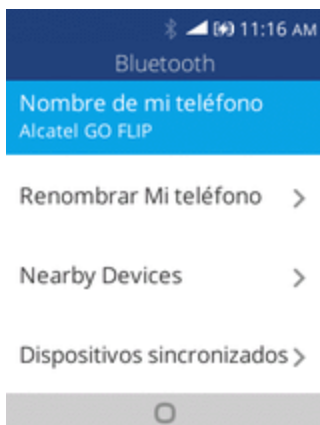 11:16 AM
Bluetooth
Nombre de mi teléfono
Alcatel GO FLIP
Renombrar Mi teléfono
Nearby Devices
Dispositivos sincronizados